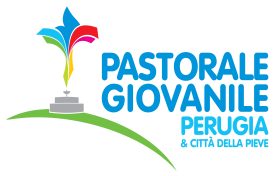 PASTORALE
GIOVANILE
PERUGIA
& CITTÀ DELLA PIEVE